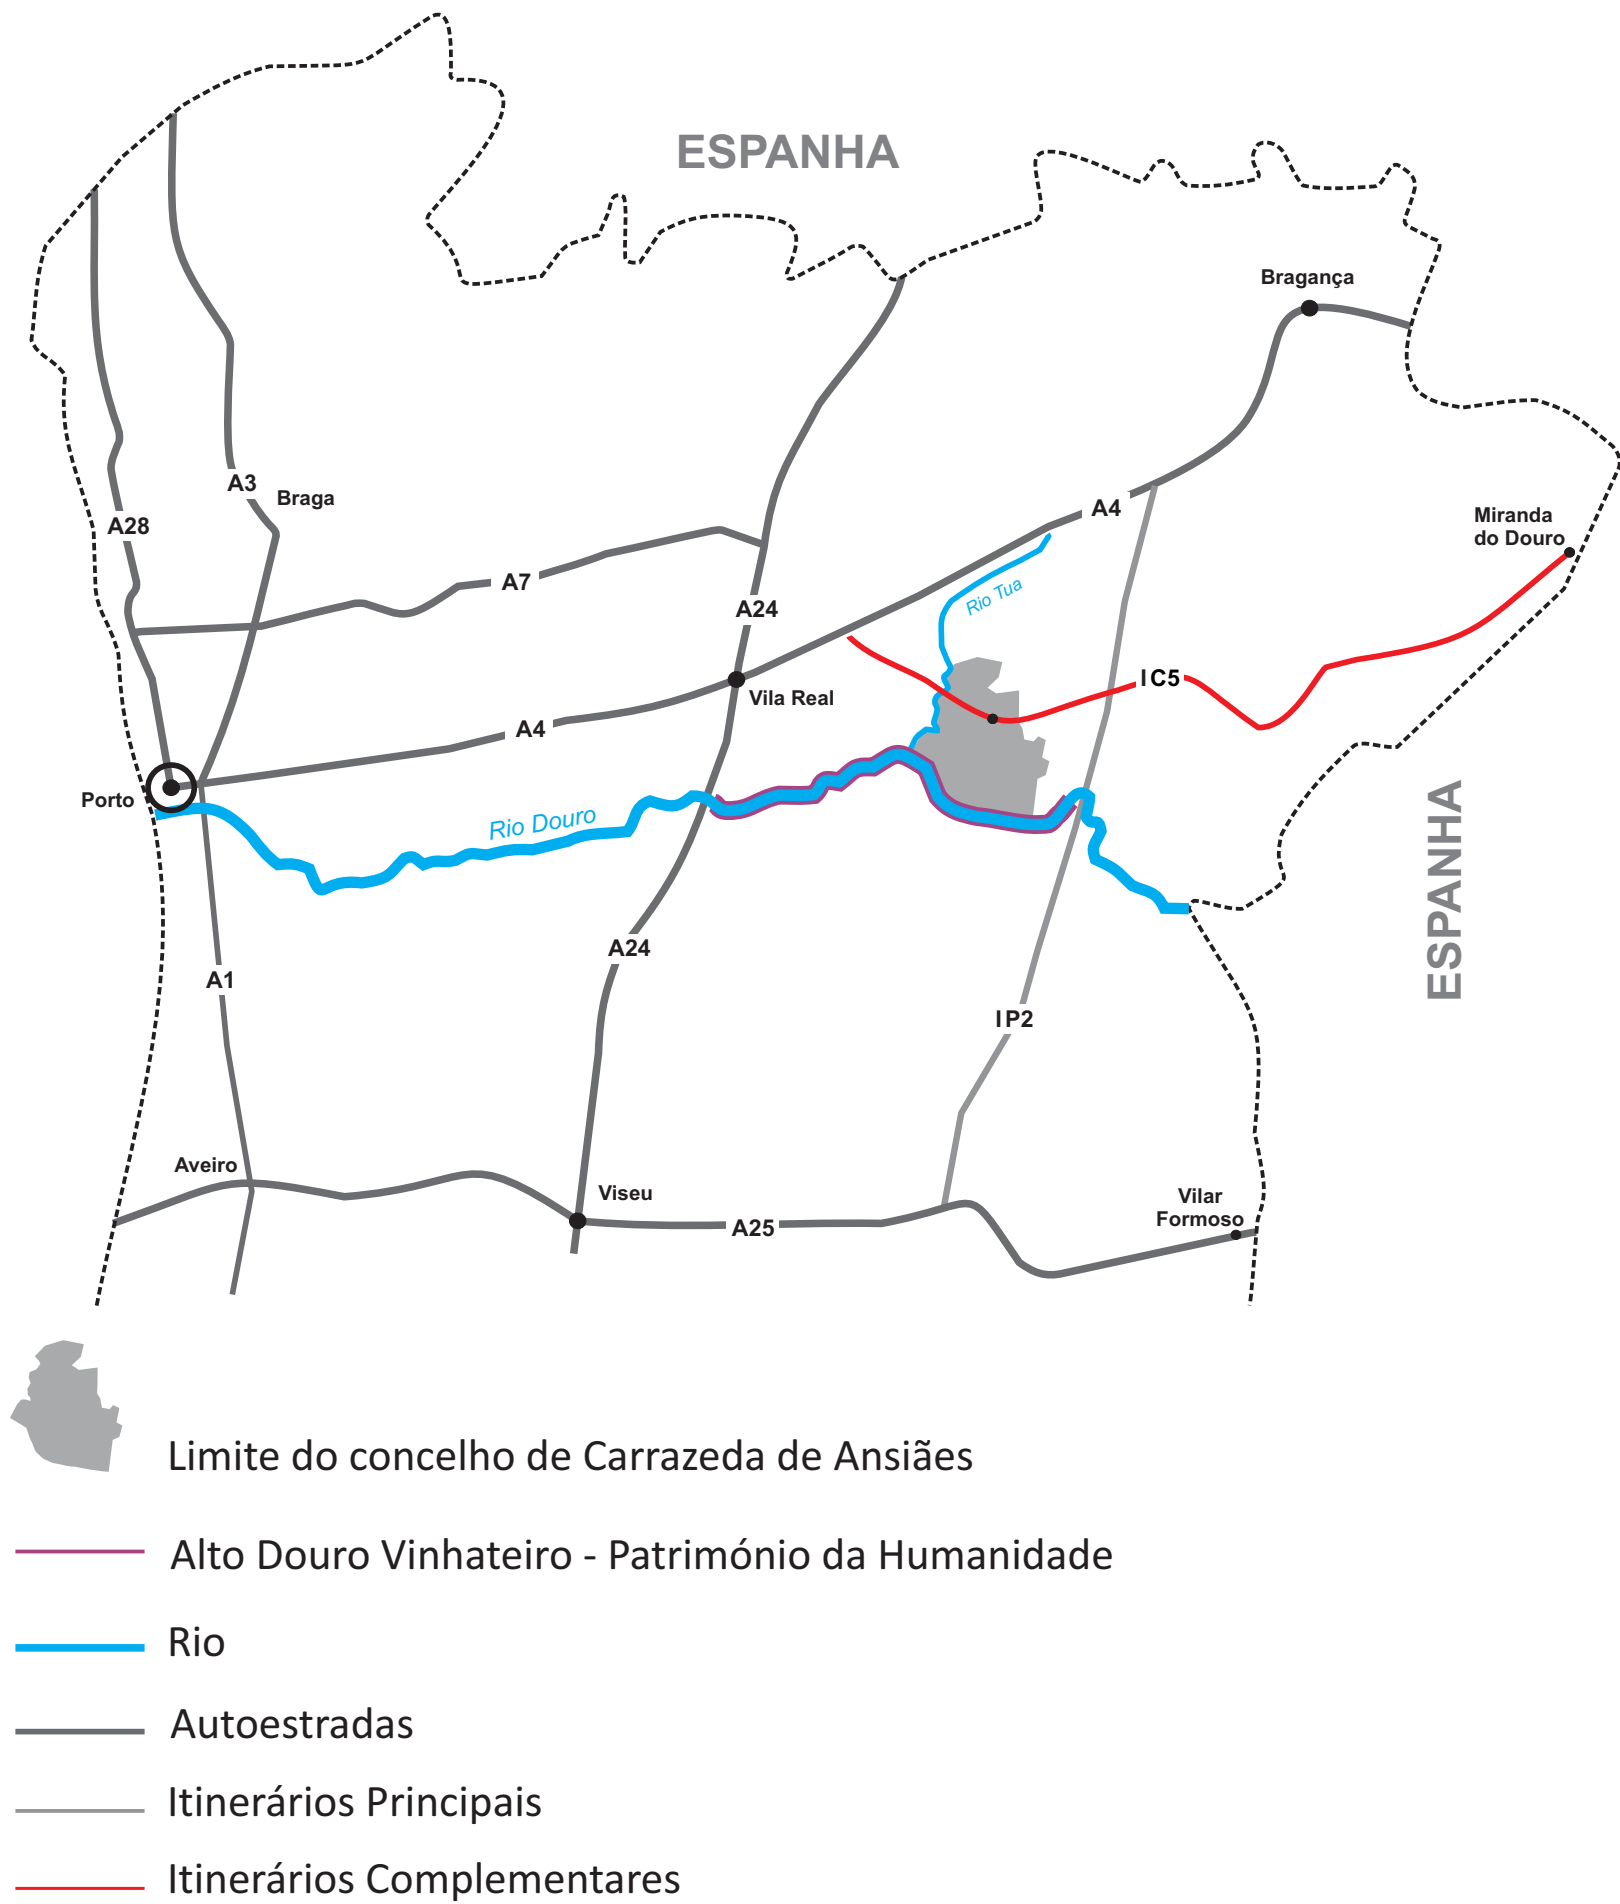 ESPANHA
Bragança
A3
Braga
A28
A4
Miranda
do Douro
A7
Rio Tua
A24
IC5
Vila Real
A4
Porto
Rio Douro
ESPANHA
A24
A1
IP2
Aveiro
Viseu
Vilar
Formoso
A25
Limite do concelho de Carrazeda de Ansiães
Alto Douro Vinhateiro - Património da Humanidade
Rio
Autoestradas
Itinerários Principais
Itinerários Complementares